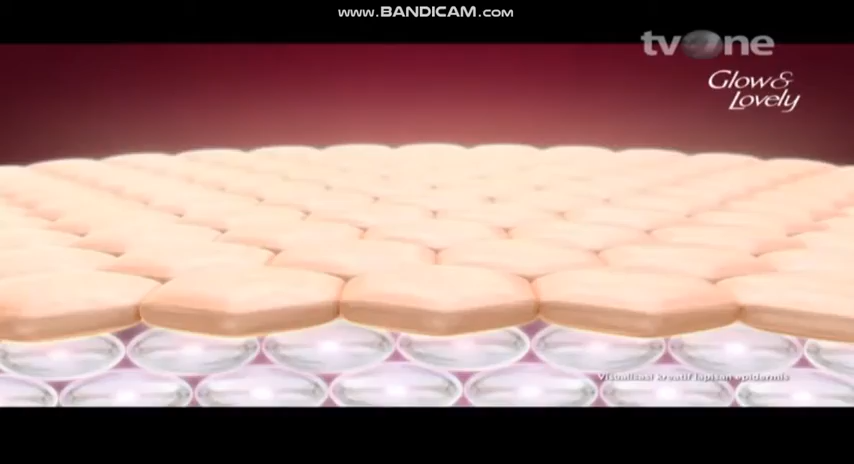 www.BANDICAM.com
tvOne
Glow &
Lovely
Visualisasi kreatif lapisan epidermis